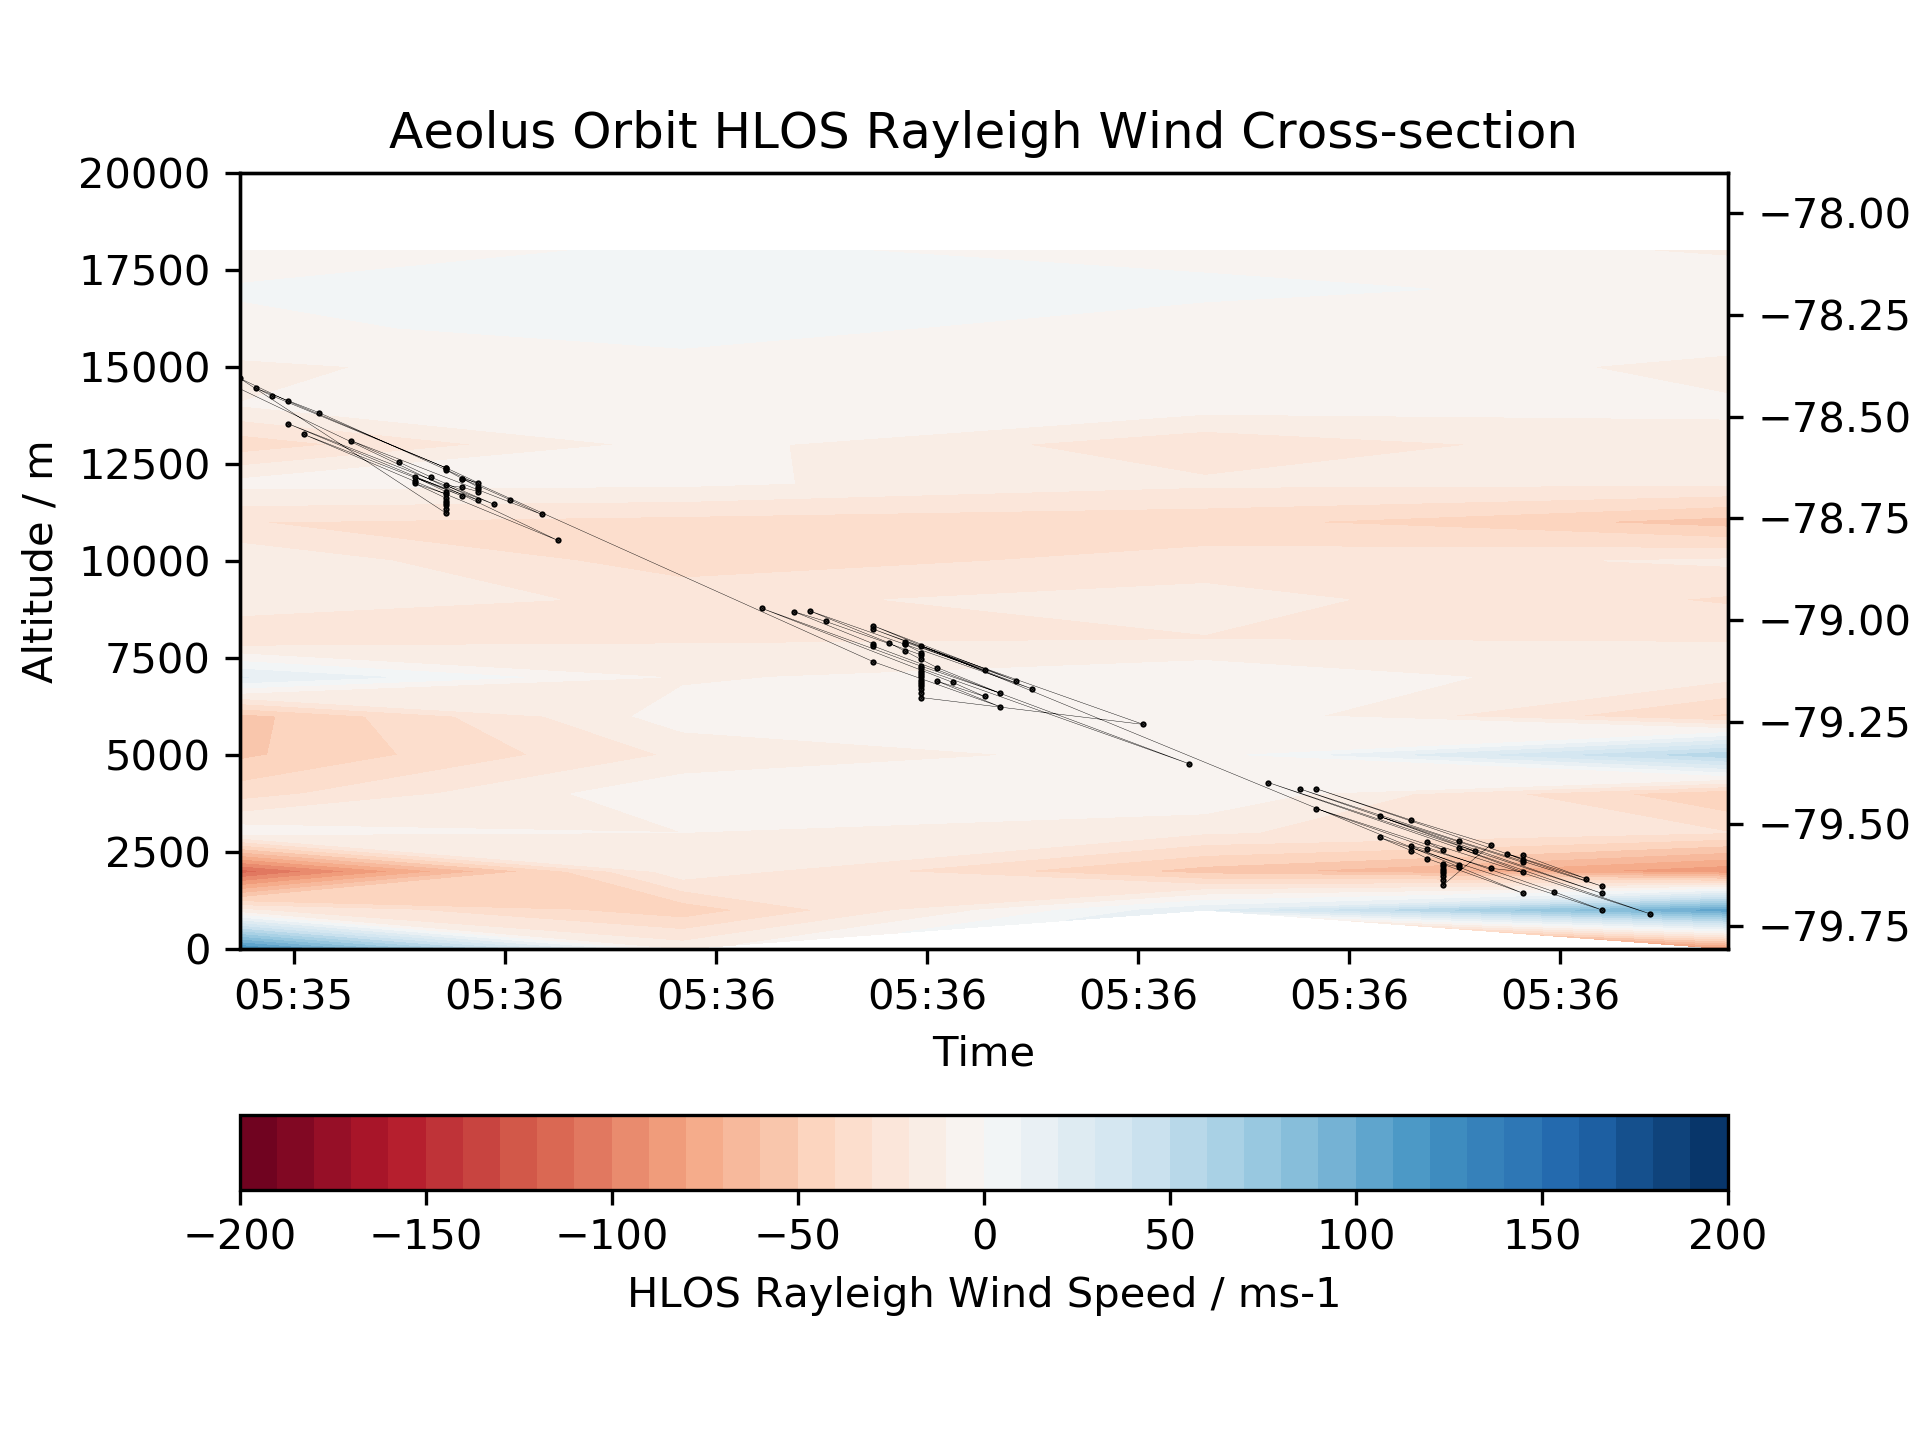 Aeolus Orbit HLOS Rayleigh Wind Cross-section
20000
17500
15000
12500
10000
7500
5000
2500
0
Altitude / m
−78.00
−78.25
−78.50
−78.75
−79.00
−79.25
−79.50
−79.75
05:35 05:36 05:36 05:36 05:36 05:36 05:36
Time
−200 −150 −100 −50 0 50 100 150 200
HLOS Rayleigh Wind Speed / ms-1